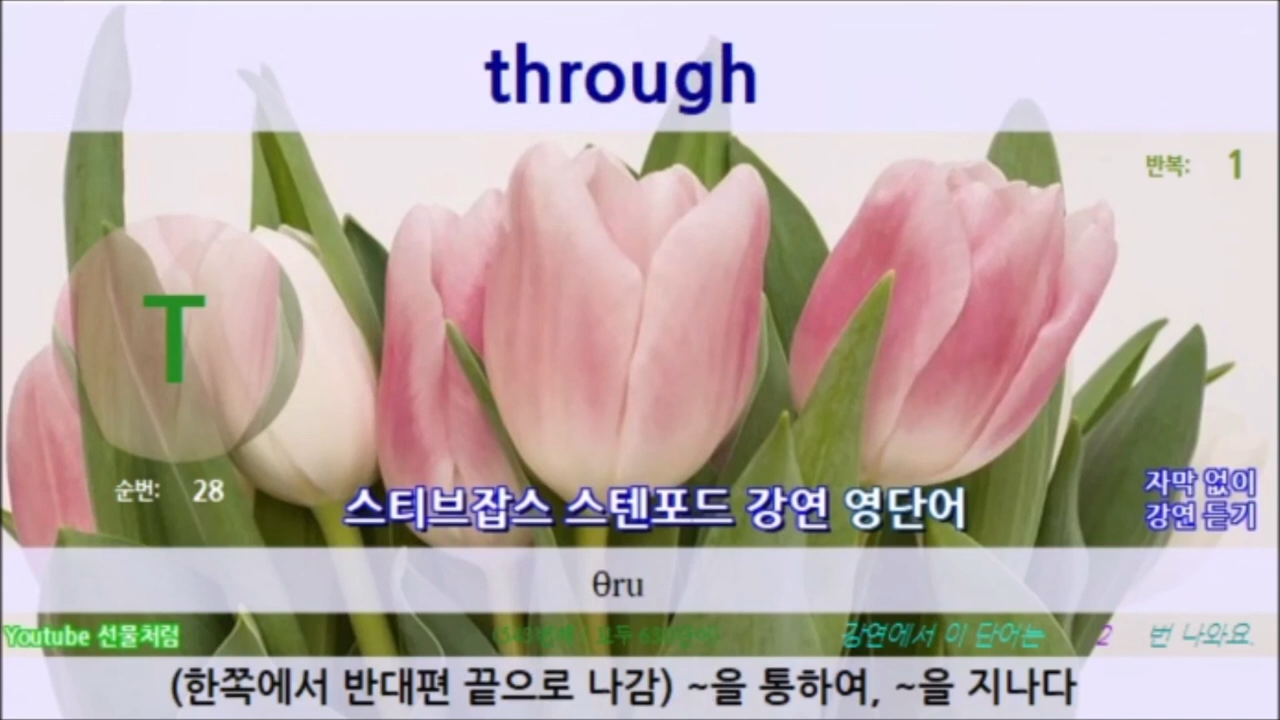 through
반복: 1
T
순번: 28
스티브잡스 스텐포드 강연 영단어
자막 없이
강연 듣기
θru
Youtube 선물처럼
강연에서 이 단어는 2 번 나와요.
(한쪽에서 반대편 끝으로 나감) ~을 통하여, ~을 지나다